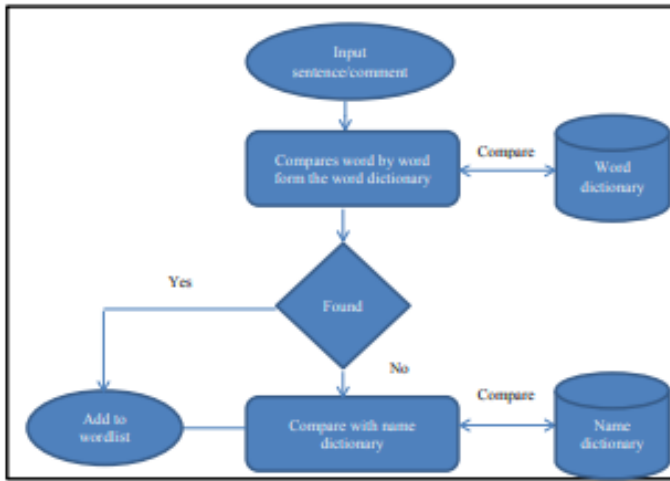 Input
sentence/comment
Compares word by word
form the word dictionary
Compare
Word
dictionary
Yes
Found
No
Add to
wordlist
Compare with name
dictionary
Compare
Name
dictionary